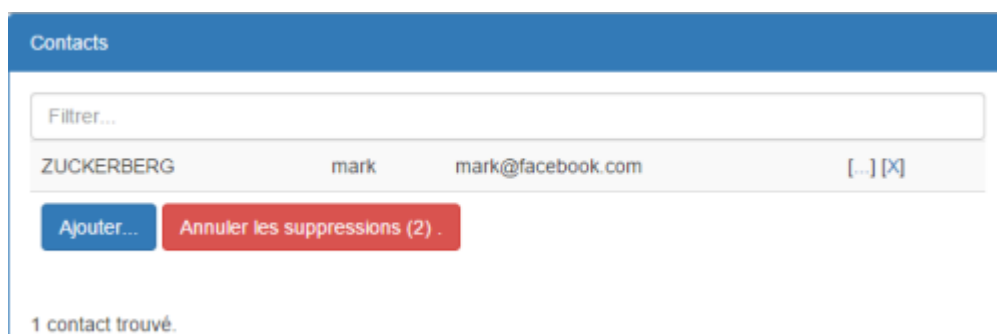 Contacts
Filtrer...
ZUCKERBERG mark mark@facebook.com [...] [X]
Ajouter... Annuler les suppressions (2) .
1 contact trouvé.